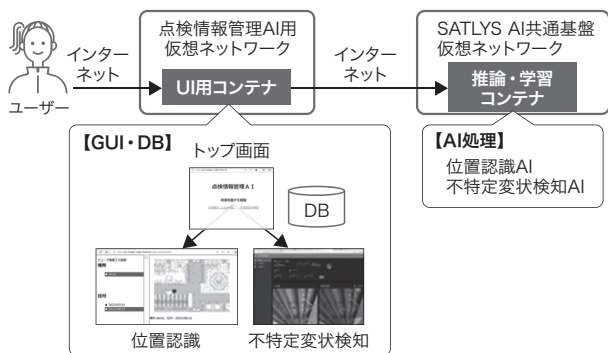 点検情報管理AI用
仮想ネットワーク
SATLYS AI共通基盤
仮想ネットワーク
インター
ネット
UI用コンテナ
インター
ネット
推論・学習
コンテナ
ユーザー
【GUI・DB】
トップ画面
点検情報管理AI
DB
位置認識
不特定変状検知
【AI処理】
位置認識AI
不特定変状検知AI
場所
日付